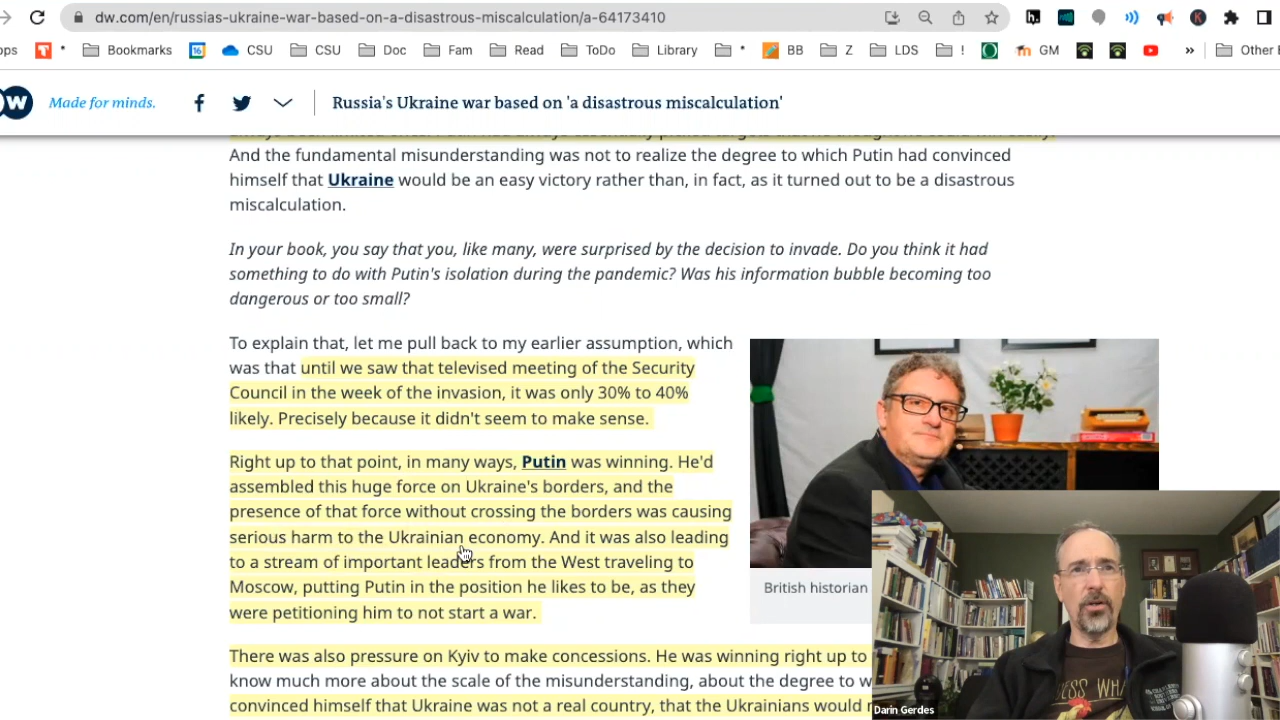 dw.com/en/russias-ukraine-war-based-on-a-disastrous-miscalculation/a-64173410
ops * Bookmarks 16 CSU CSU Doc Fam Read ToDo Library * BB Z LDS ! GM » Other B
W Made for minds. Russia's Ukraine war based on 'a disastrous miscalculation'
And the fundamental misunderstanding was not to realize the degree to which Putin had convinced
himself that Ukraine would be an easy victory rather than, in fact, as it turned out to be a disastrous
miscalculation.
In your book, you say that you, like many, were surprised by the decision to invade. Do you think it had
something to do with Putin's isolation during the pandemic? Was his information bubble becoming too
dangerous or too small?
To explain that, let me pull back to my earlier assumption, which
was that until we saw that televised meeting of the Security
Council in the week of the invasion, it was only 30% to 40%
likely. Precisely because it didn't seem to make sense.
Right up to that point, in many ways, Putin was winning. He'd
assembled this huge force on Ukraine's borders, and the
presence of that force without crossing the borders was causing
serious harm to the Ukrainian economy. And it was also leading
to a stream of important leaders from the West traveling to
Moscow, putting Putin in the position he likes to be, as they
were petitioning him to not start a war.
British historian
There was also pressure on Kyiv to make concessions. He was winning right up to
know much more about the scale of the misunderstanding, about the degree to w
convinced himself that Ukraine was not a real country, that the Ukrainians would
Darin Gerdes